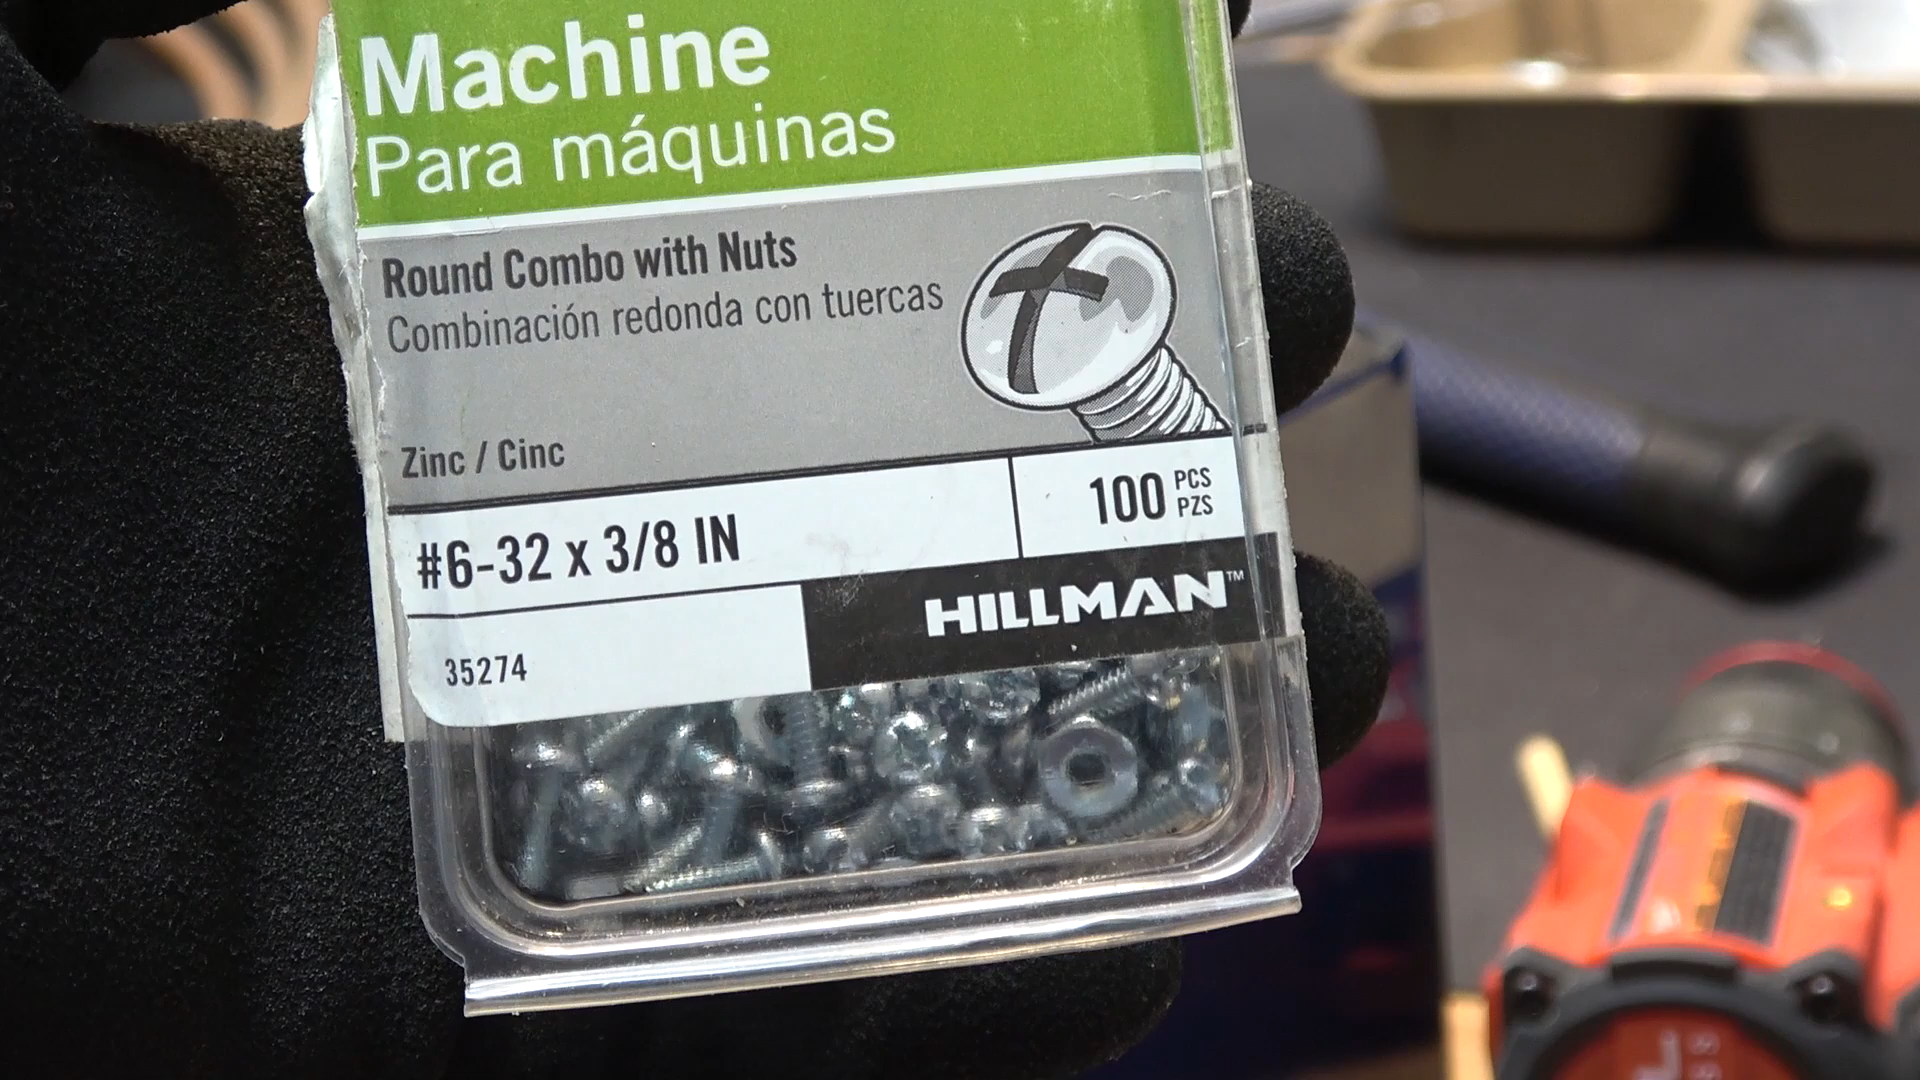 Machine
Para máquinas
Round Combo with Nuts
Combinación redonda con tuercas
Zinc / Cinc
#6-32 x 3/8 IN
100 PCS
PZS
HILLMAN™
35274